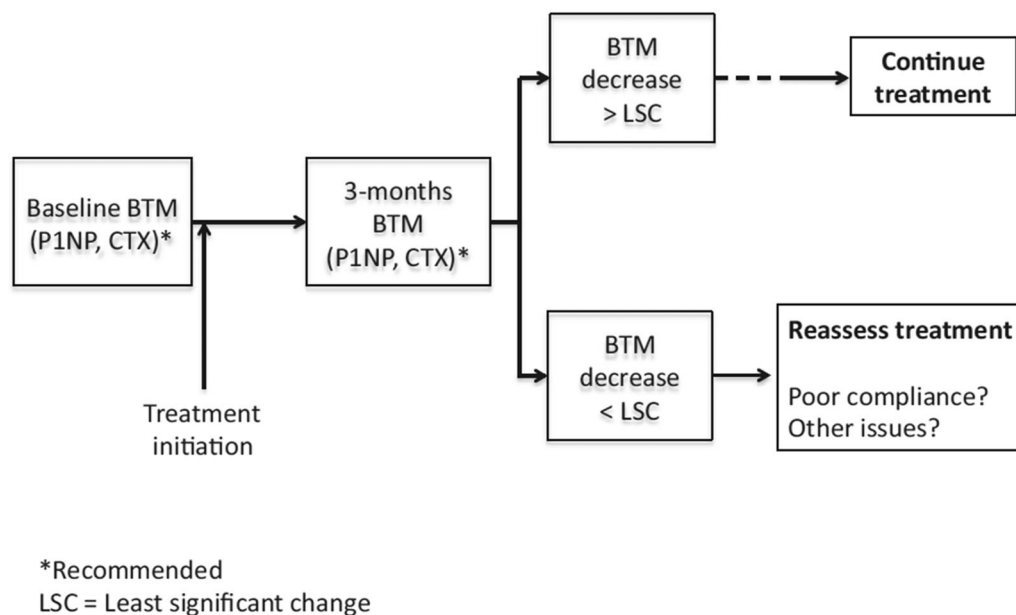 Baseline BTM
(P1NP, CTX)*
Treatment
initiation
3-months
BTM
(P1NP, CTX)*
BTM
decrease
> LSC
Continue
treatment
BTM
decrease
< LSC
Reassess treatment
Poor compliance?
Other issues?
*Recommended
LSC = Least significant change